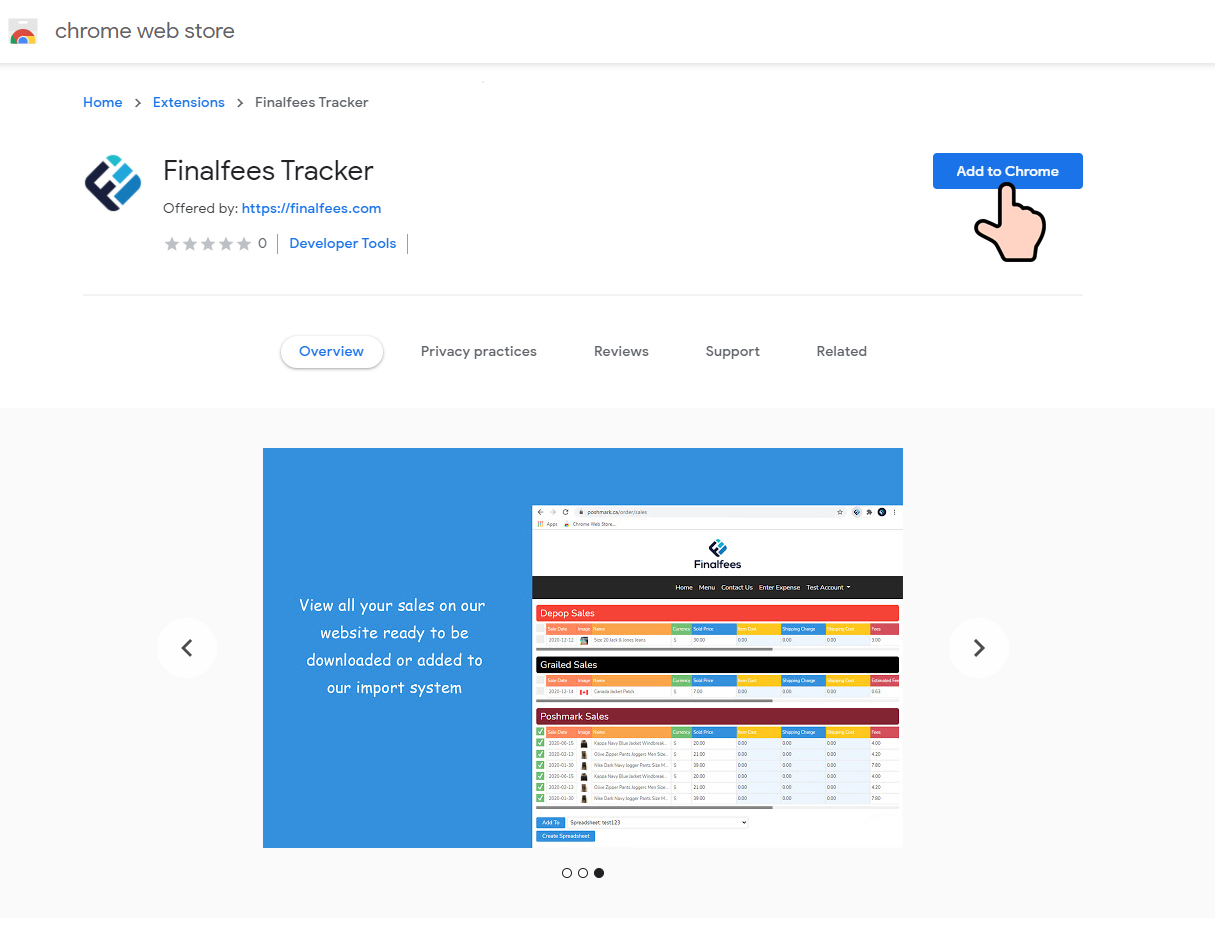 chrome web store
Home > Extensions > Finalfees Tracker
Finalfees Tracker
Add to Chrome
Offered by: https://finalfees.com
0 Developer Tools
Overview Privacy practices Reviews Support Related
View all your sales on our
website ready to be
downloaded or added to
our import system
poshmark.ca/order/sales
Apps Chrome Web Store...
Finalfees
Home Menu Contact Us Enter Expense Test Account
Depop Sales
Sale Date Image Name Currency Sold Price Item Cost Shipping Charge Shipping Cost Fees
2020-12-12 Size 20 Jack & Jones Jeans $ 30.00 0.00 0.00 0.00 3.00
Grailed Sales
Sale Date Image Name Currency Sold Price Item Cost Shipping Charge Shipping Cost Estimated Fee
2020-12-14 Canada Jacket Patch $ 7.00 0.00 0.00 0.00 0.63
Poshmark Sales
Sale Date Image Name Currency Sold Price Item Cost Shipping Charge Shipping Cost Fees
2020-06-15 Kappa Navy Blue Jacket Windbreak... $ 20.00 0.00 0.00 0.00 4.00
2020-02-13 Olive Zipper Pants Joggers Men Size... $ 21.00 0.00 0.00 0.00 4.20
2020-01-30 Nike Dark Navy Jogger Pants Size M... $ 39.00 0.00 0.00 0.00 7.80
2020-06-15 Kappa Navy Blue Jacket Windbreak... $ 20.00 0.00 0.00 0.00 4.00
2020-02-13 Olive Zipper Pants Joggers Men Size... $ 21.00 0.00 0.00 0.00 4.20
2020-01-30 Nike Dark Navy Jogger Pants Size M... $ 39.00 0.00 0.00 0.00 7.80
Add To Spreadsheet: test123
Create Spreadsheet